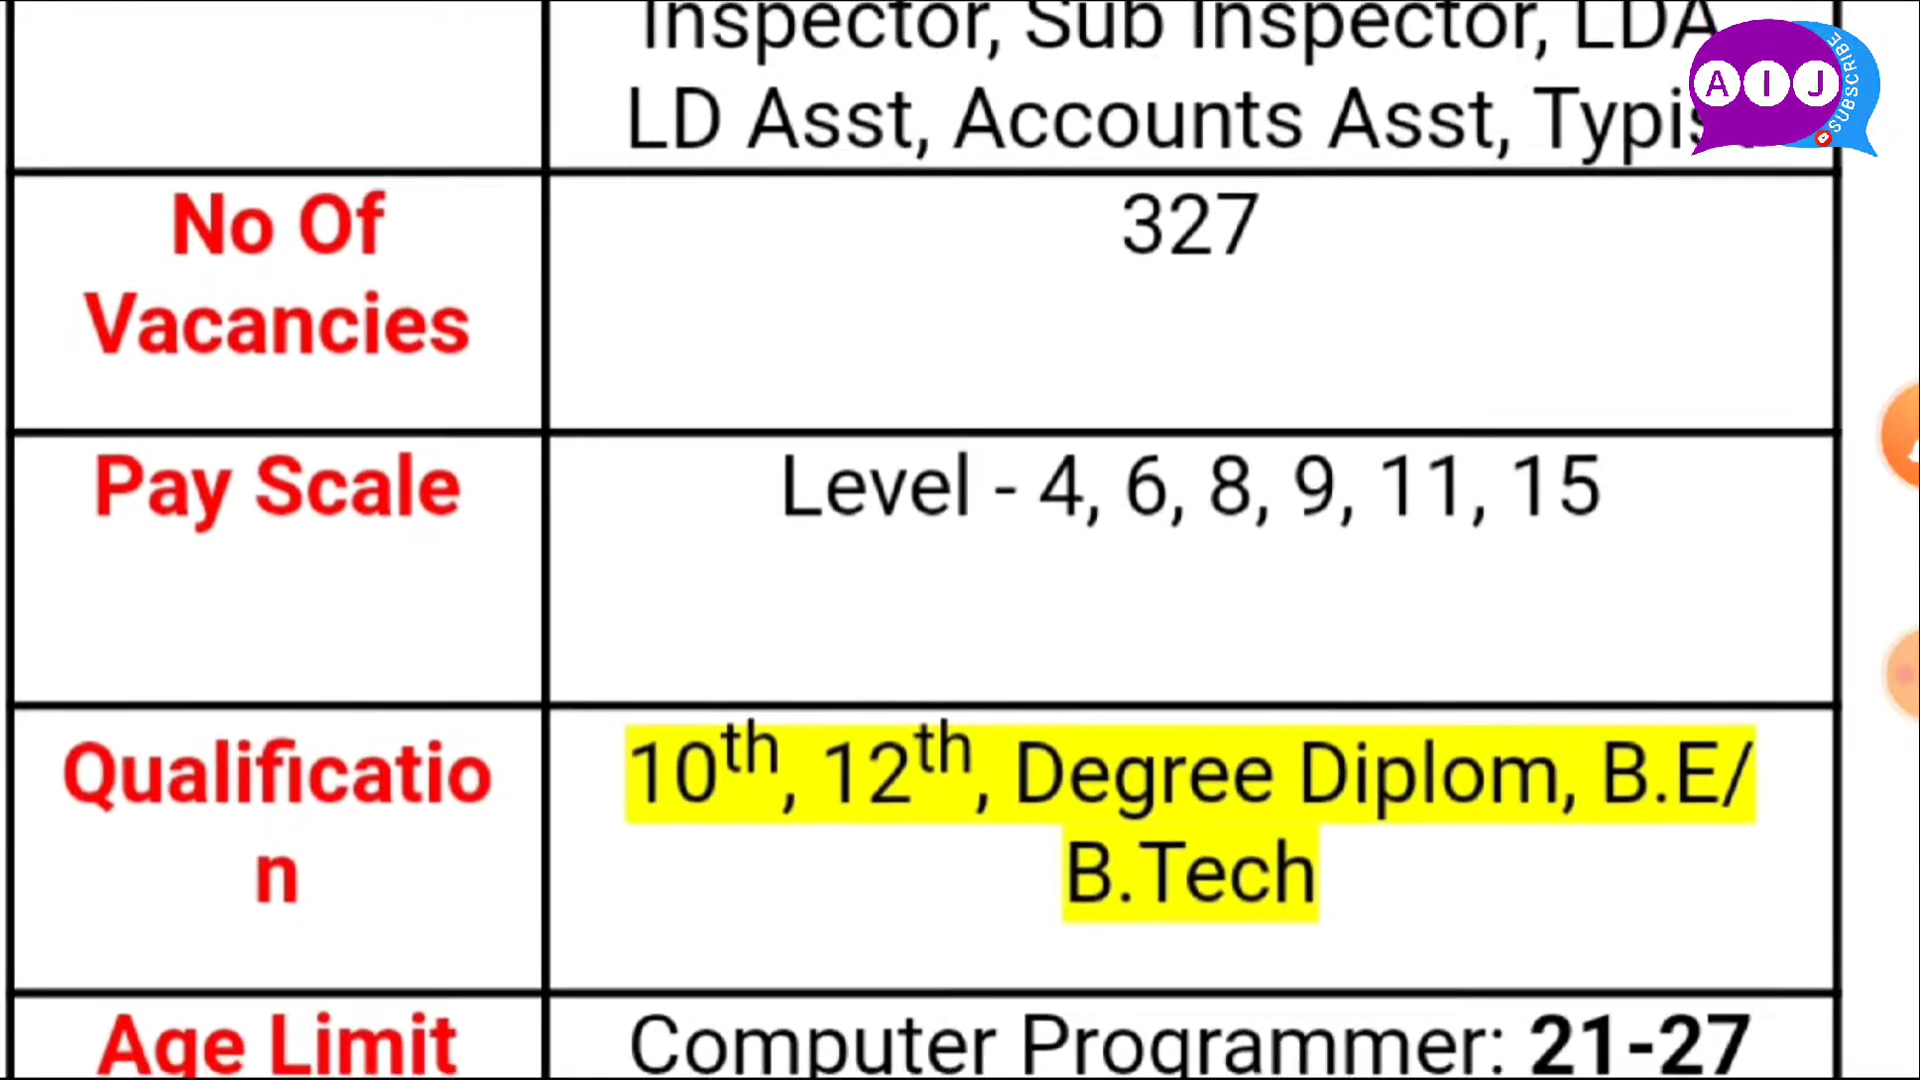 Inspector, Sub Inspector, LDA
LD Asst, Accounts Asst,
A I J
SUBSCRIBE
No Of
Vacancies
327
Pay Scale
Level - 4, 6, 8, 9, 11, 15
Qualificatio
n
10th, 12th, Degree Diplom, B.E/
B.Tech
Age Limit
Computer Programmer: 21-27